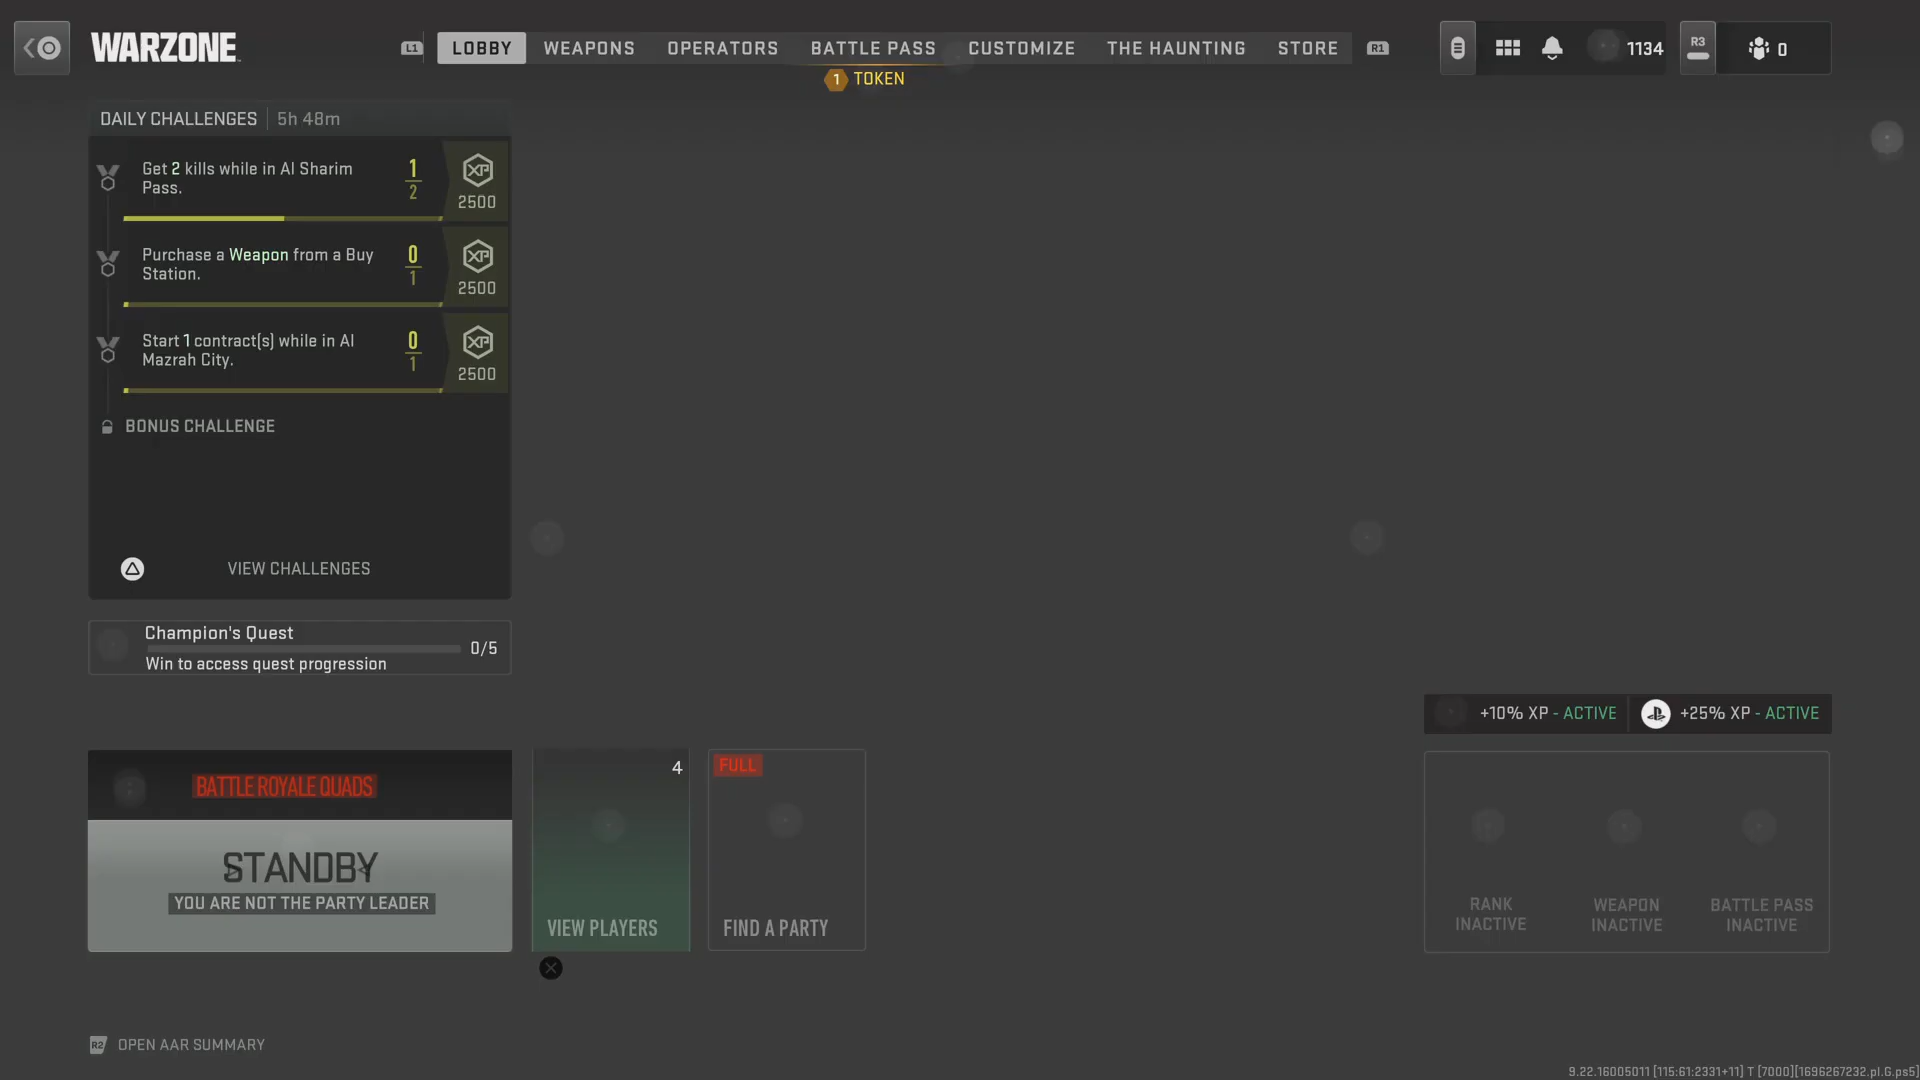 WARZONE
L1
LOBBY
WEAPONS
OPERATORS
BATTLE PASS
CUSTOMIZE
THE HAUNTING
STORE
R1
1134
R3
0
1 TOKEN
DAILY CHALLENGES
5h 48m
Get 2 kills while in Al Sharim
Pass.
1
2
XP
2500
Purchase a Weapon from a Buy
Station.
0
1
XP
2500
Start 1 contract(s) while in Al
Mazrah City.
0
1
XP
2500
BONUS CHALLENGE
VIEW CHALLENGES
Champion's Quest
0/5
Win to access quest progression
+10% XP - ACTIVE
+25% XP - ACTIVE
BATTLE ROYALE QUADS
STANDBY
YOU ARE NOT THE PARTY LEADER
4
VIEW PLAYERS
FULL
FIND A PARTY
RANK
INACTIVE
WEAPON
INACTIVE
BATTLE PASS
INACTIVE
R2 OPEN AAR SUMMARY
9.22.16005011 [115:61:2331+11] T [7000][1696267232.pl.G.ps5]